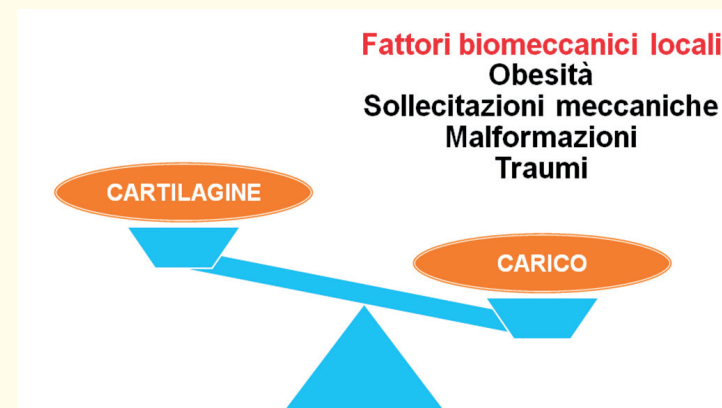 Fattori biomeccanici locali
Obesità
Sollecitazioni meccaniche
Malformazioni
Traumi
CARTILAGINE
CARICO